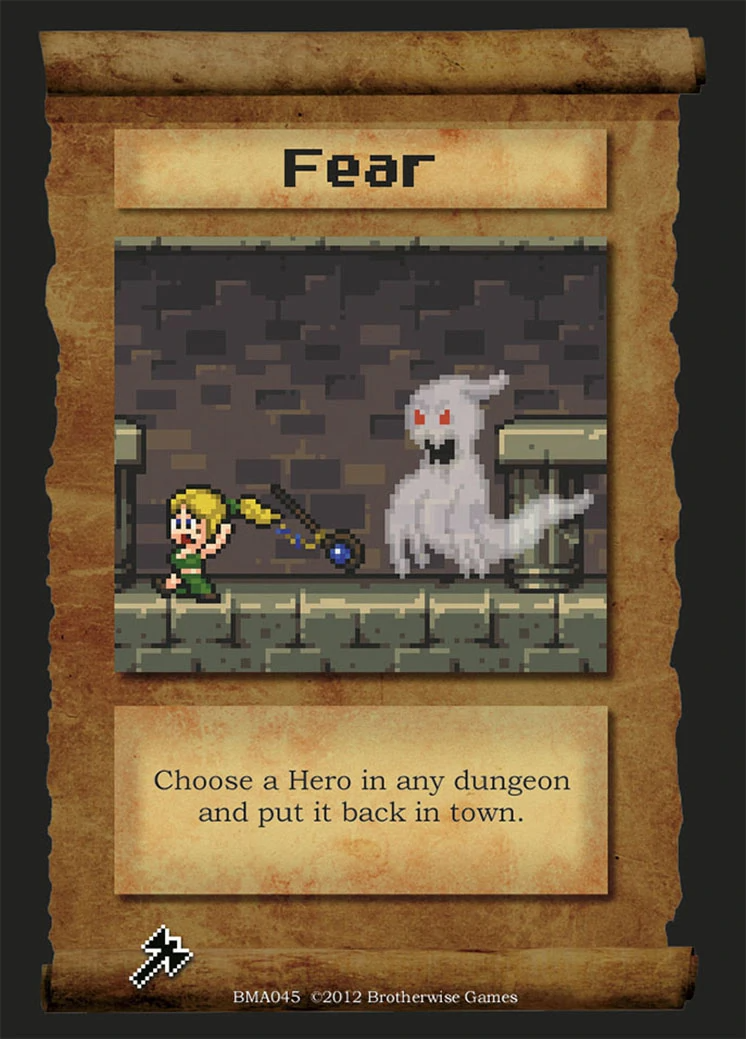 Fear
Choose a Hero in any dungeon
and put it back in town.
BMA045 ©2012 Brotherwise Games